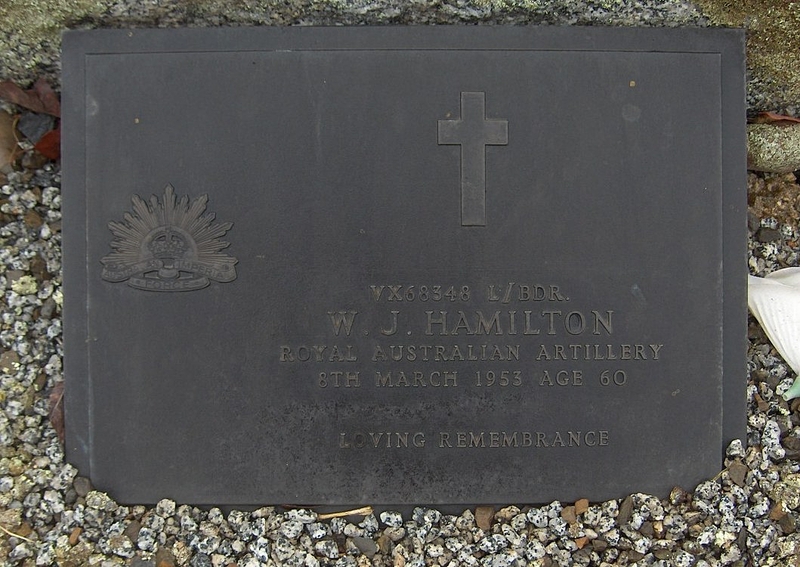 VX68348 L/BDR.
W. J. HAMILTON
ROYAL AUSTRALIAN ARTILLERY
8TH MARCH 1953 AGE 60
LOVING REMEMBRANCE